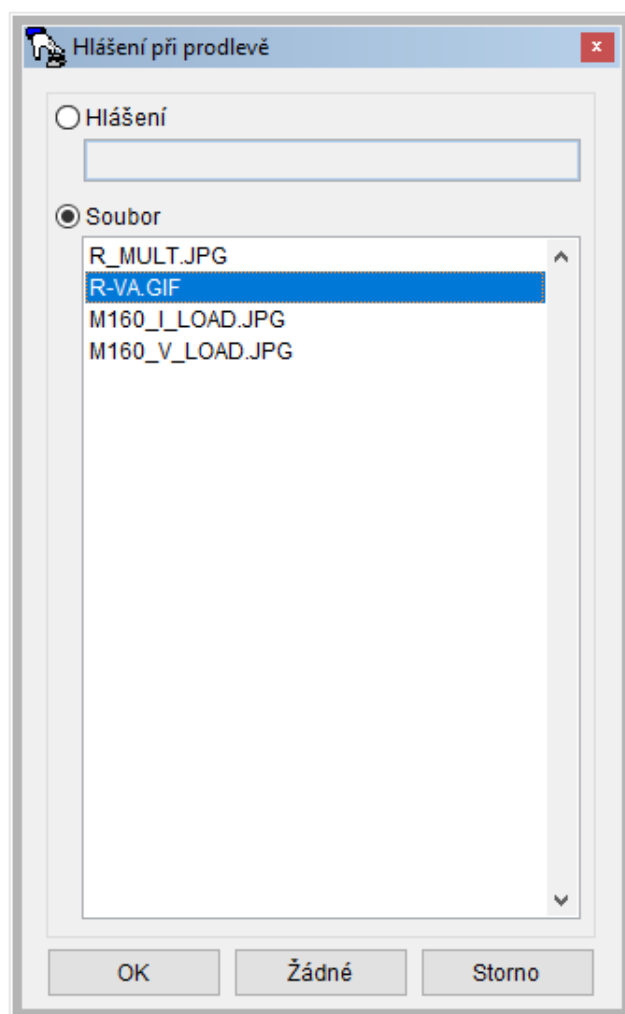 Hlášení při prodlevě
Hlášení
Soubor
R_MULT.JPG
R-VA.GIF
M160_I_LOAD.JPG
M160_V_LOAD.JPG
OK Žádné Storno